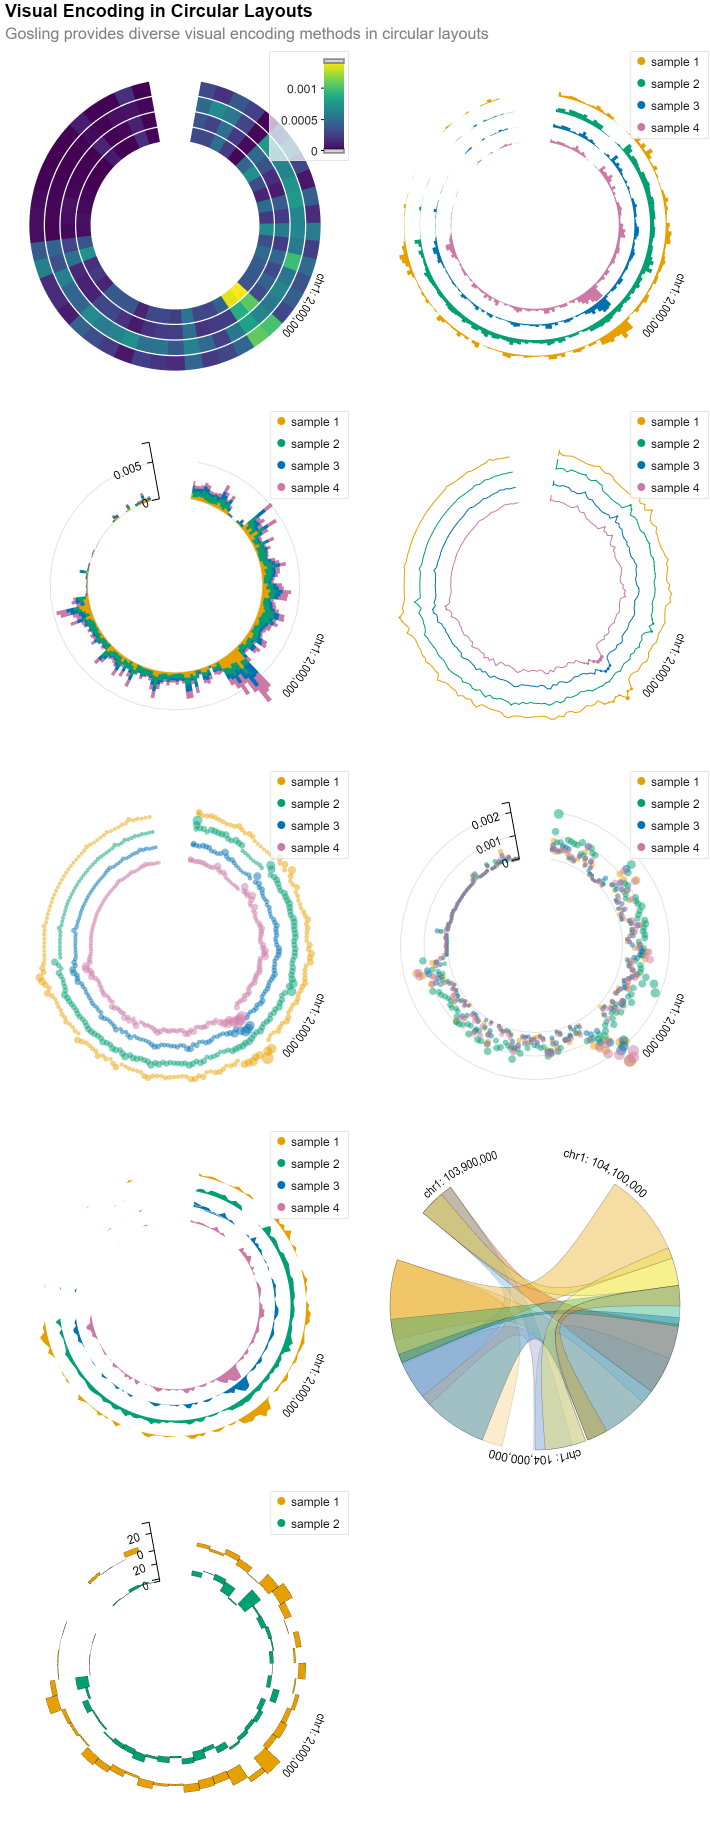 Visual Encoding in Circular Layouts
Gosling provides diverse visual encoding methods in circular layouts
0.001
0.0005
0
chr1: 2,000,000
sample 1
sample 2
sample 3
sample 4
chr1: 2,000,000
0.005
0
sample 1
sample 2
sample 3
sample 4
chr1: 2,000,000
sample 1
sample 2
sample 3
sample 4
chr1: 2,000,000
sample 1
sample 2
sample 3
sample 4
chr1: 2,000,000
0.002
0.001
0
sample 1
sample 2
sample 3
sample 4
chr1: 2,000,000
sample 1
sample 2
sample 3
sample 4
chr1: 2,000,000
chr1: 103,900,000
chr1: 104,100,000
chr1: 104,000,000
20
0
20
0
sample 1
sample 2
chr1: 2,000,000